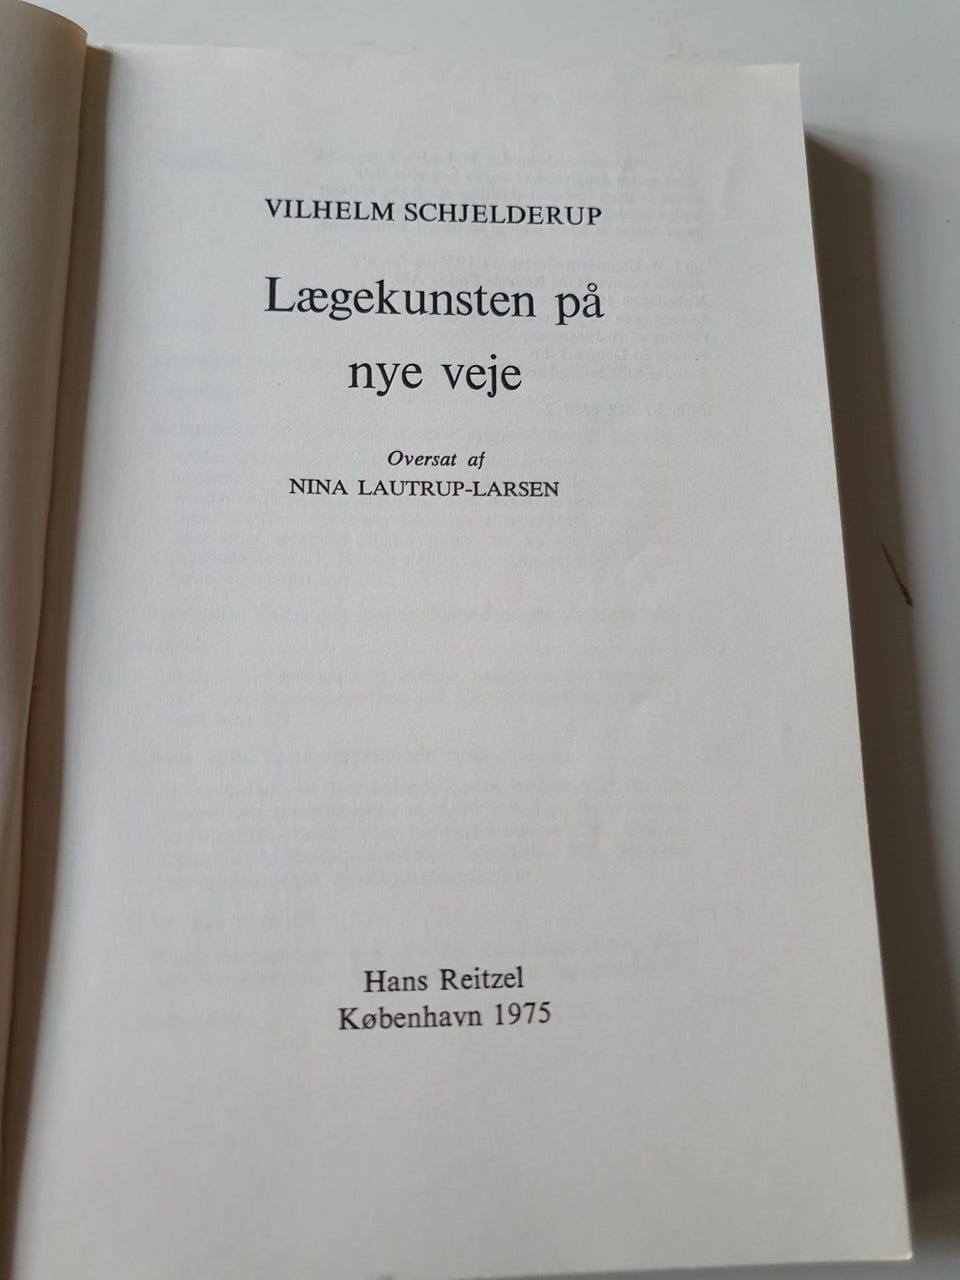 VILHELM SCHJELDERUP
Lægekunsten på
nye veje
Oversat af
NINA LAUTRUP-LARSEN
Hans Reitzel
København 1975